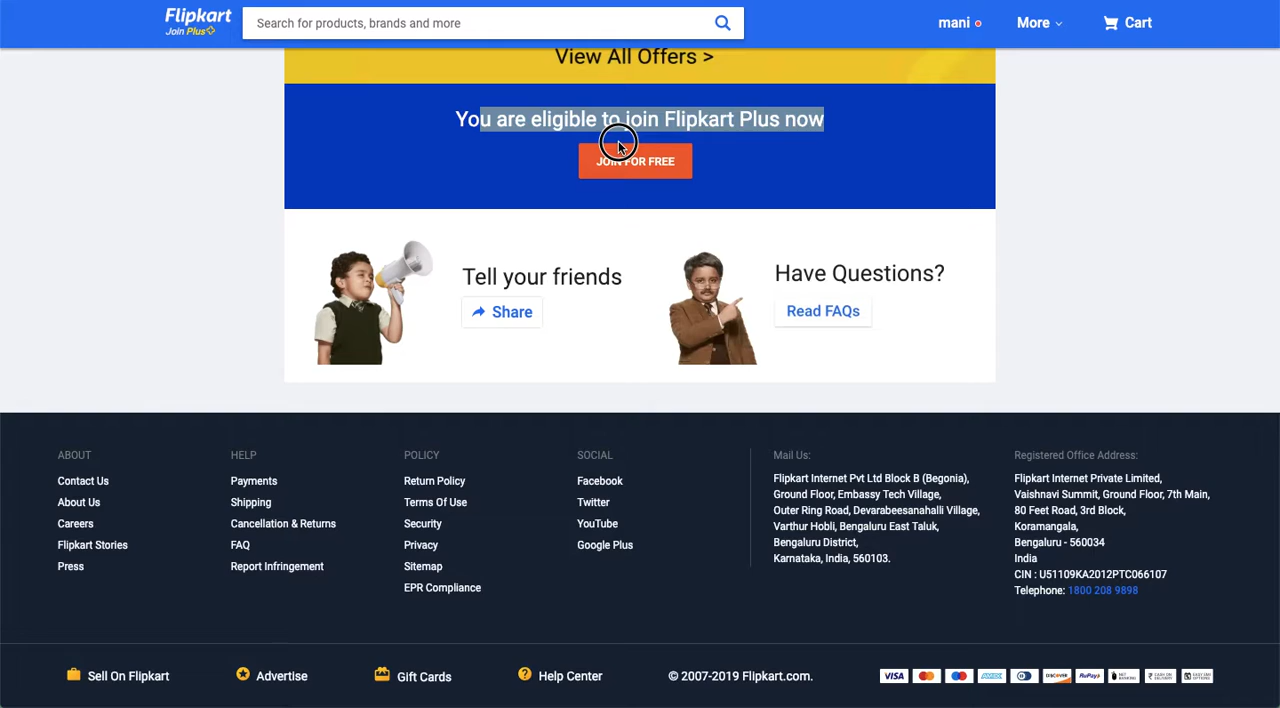 Flipkart
Join Plus
Search for products, brands and more
mani
More
Cart
View All Offers >
You are eligible to join Flipkart Plus now
JOIN FOR FREE
Tell your friends
Share
Have Questions?
Read FAQs
ABOUT
Contact Us
About Us
Careers
Flipkart Stories
Press
HELP
Payments
Shipping
Cancellation & Returns
FAQ
Report Infringement
POLICY
Return Policy
Terms Of Use
Security
Privacy
Sitemap
EPR Compliance
SOCIAL
Facebook
Twitter
YouTube
Google Plus
Mail Us:
Flipkart Internet Pvt Ltd Block B (Begonia),
Ground Floor, Embassy Tech Village,
Outer Ring Road, Devarabeesanahalli Village,
Varthur Hobli, Bengaluru East Taluk,
Bengaluru District,
Karnataka, India, 560103.
Registered Office Address:
Flipkart Internet Private Limited,
Vaishnavi Summit, Ground Floor, 7th Main,
80 Feet Road, 3rd Block,
Koramangala,
Bengaluru - 560034
India
CIN : U51109KA2012PTC066107
Telephone: 1800 208 9898
Sell On Flipkart
Advertise
Gift Cards
Help Center
© 2007-2019 Flipkart.com.
VISA
DISCOVER
RuPay